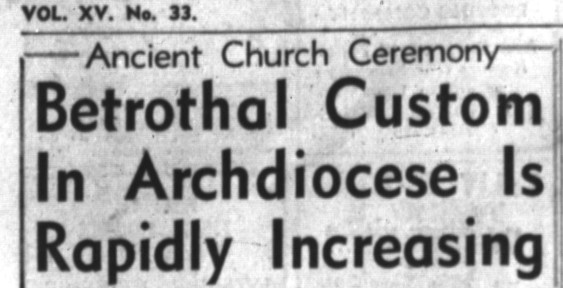 VOL. XV. No. 33.
Ancient Church Ceremony
Betrothal Custom
In Archdiocese Is
Rapidly Increasing